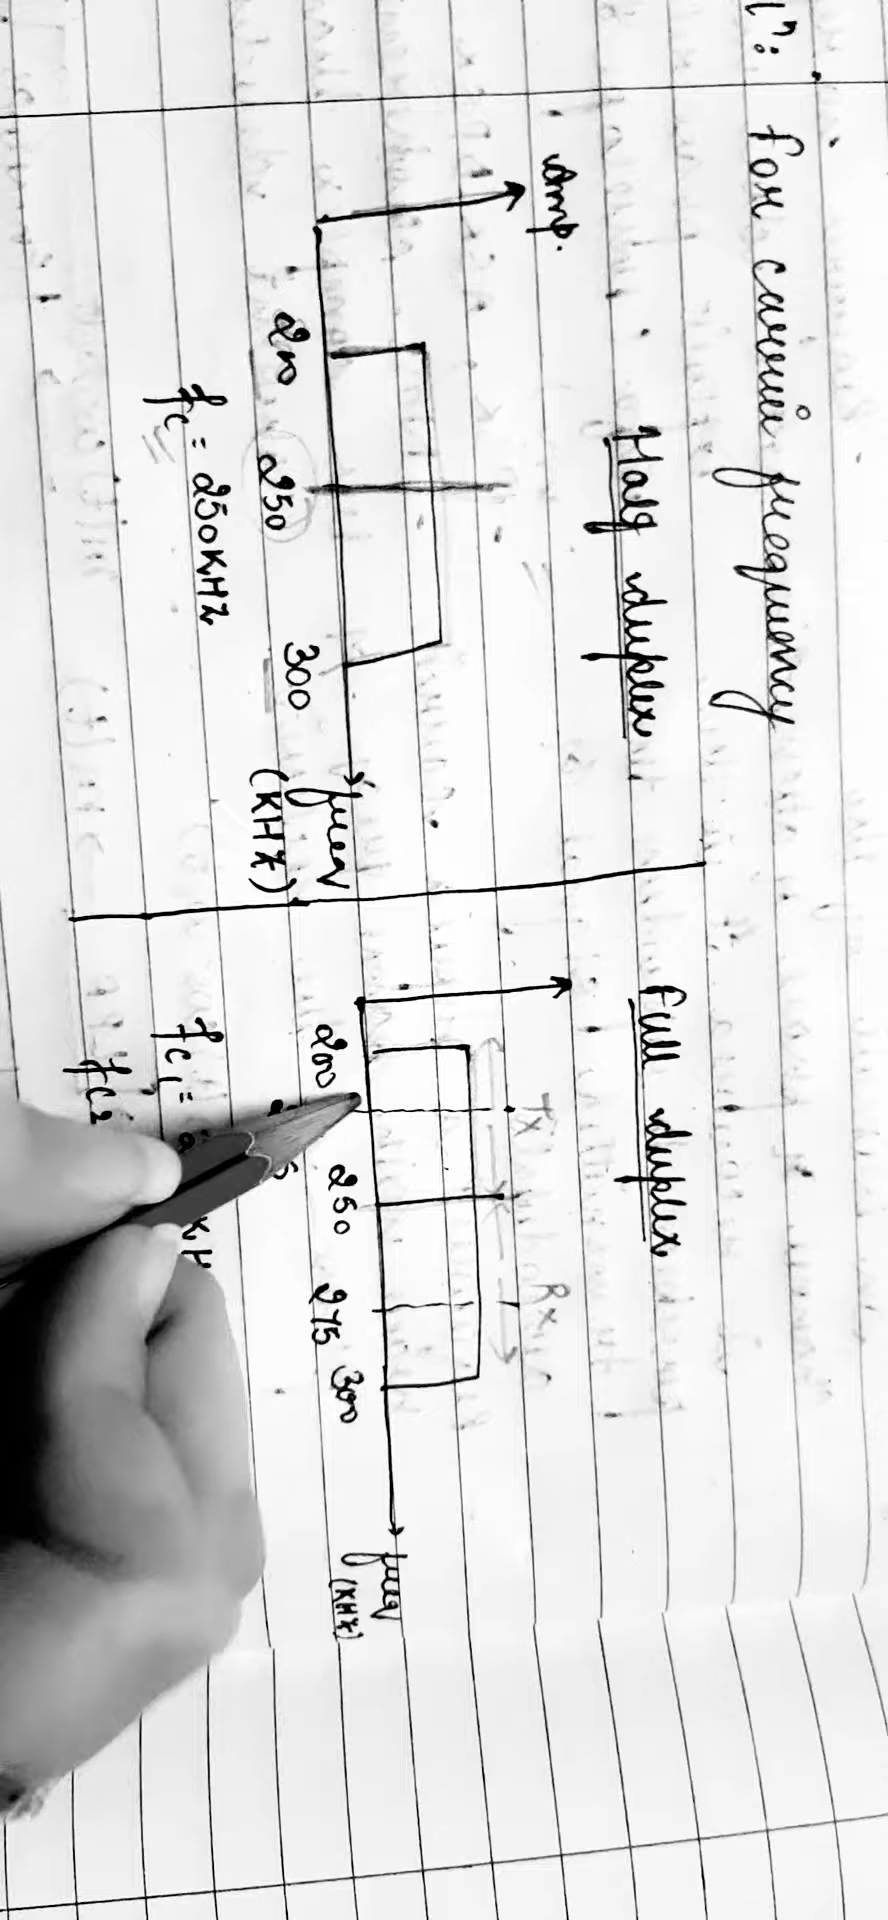 For carrier frequency
Half duplex
Amp.
200 250 300
freq
(KHz)
fc = 250KHz
Full duplex
Tx Rx
200 250 275 300
freq
(KHz)
fc1 =
fc2